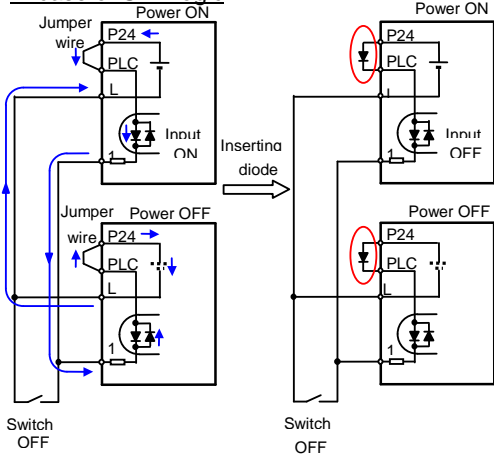 Power ON
Jumper
wire
P24
PLC
L
Input
ON
1
Jumper
wire
Power OFF
P24
PLC
L
1
Switch
OFF
Inserting
diode
Power ON
P24
PLC
L
Input
OFF
1
Power OFF
P24
PLC
L
1
Switch
OFF